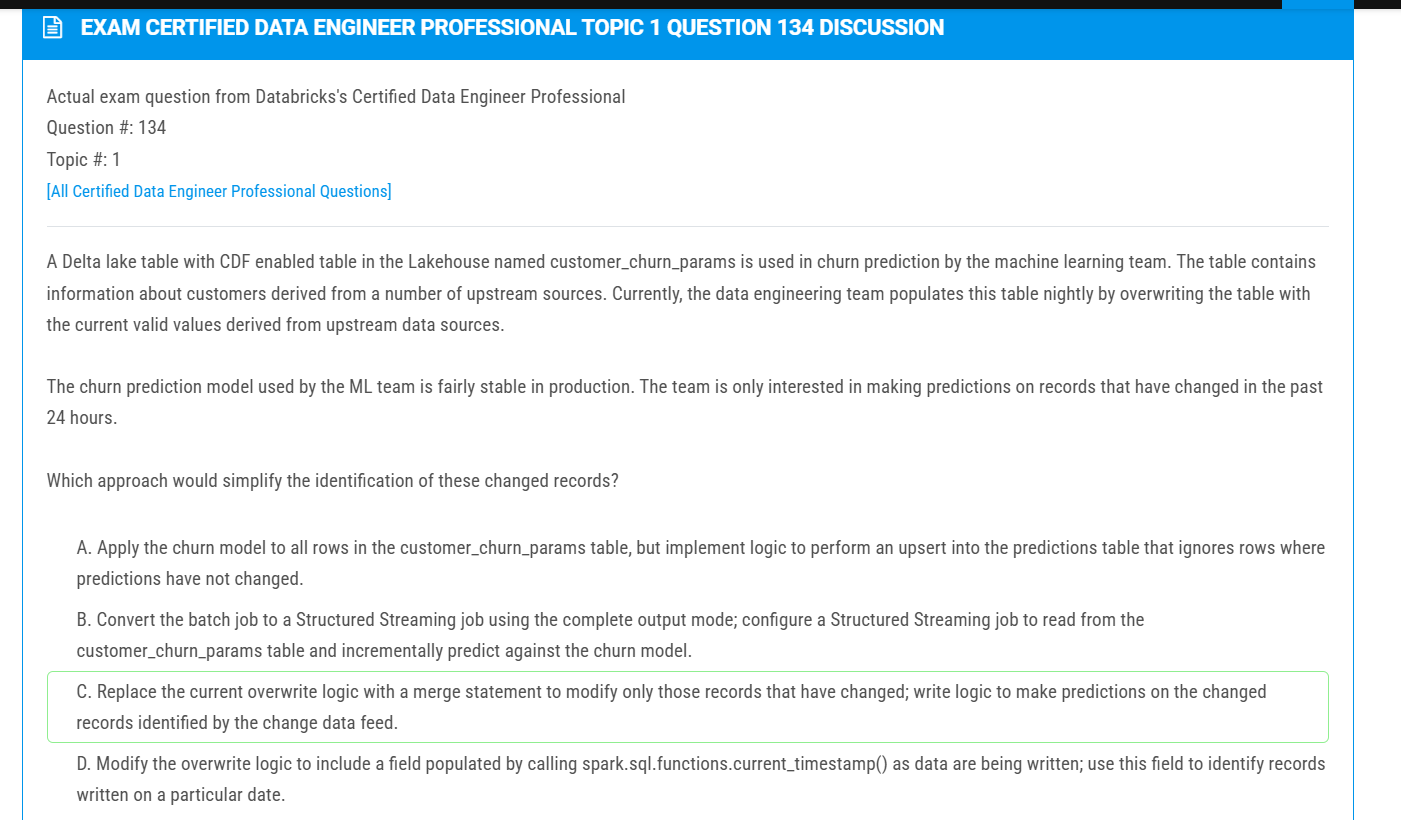 EXAM CERTIFIED DATA ENGINEER PROFESSIONAL TOPIC 1 QUESTION 134 DISCUSSION
Actual exam question from Databricks's Certified Data Engineer Professional
Question #: 134
Topic #: 1
[All Certified Data Engineer Professional Questions]
A Delta lake table with CDF enabled table in the Lakehouse named customer_churn_params is used in churn prediction by the machine learning team. The table contains
information about customers derived from a number of upstream sources. Currently, the data engineering team populates this table nightly by overwriting the table with
the current valid values derived from upstream data sources.
The churn prediction model used by the ML team is fairly stable in production. The team is only interested in making predictions on records that have changed in the past
24 hours.
Which approach would simplify the identification of these changed records?
A. Apply the churn model to all rows in the customer_churn_params table, but implement logic to perform an upsert into the predictions table that ignores rows where
predictions have not changed.
B. Convert the batch job to a Structured Streaming job using the complete output mode; configure a Structured Streaming job to read from the
customer_churn_params table and incrementally predict against the churn model.
C. Replace the current overwrite logic with a merge statement to modify only those records that have changed; write logic to make predictions on the changed
records identified by the change data feed.
D. Modify the overwrite logic to include a field populated by calling spark.sql.functions.current_timestamp() as data are being written; use this field to identify records
written on a particular date.